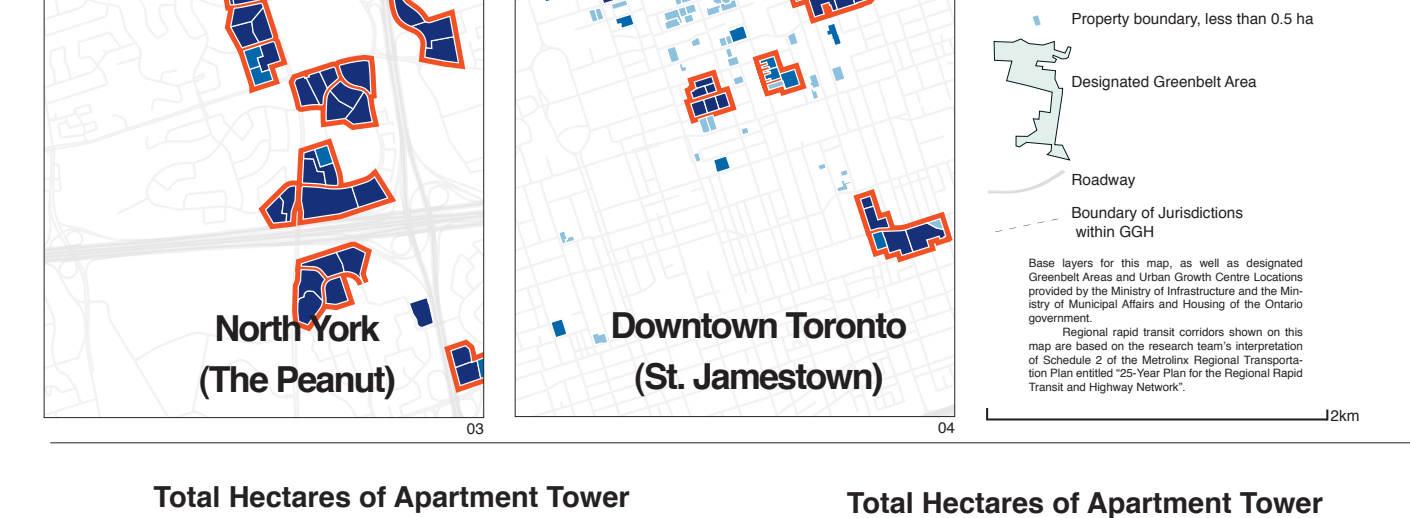 Property boundary, less than 0.5 ha
Designated Greenbelt Area
Roadway
Boundary of Jurisdictions
within GGH
Base layers for this map, as well as designated
Greenbelt Areas and Urban Growth Centre Locations
provided by the Ministry of Infrastructure and the Min-
istry of Municipal Affairs and Housing of the Ontario
government.
Regional rapid transit corridors shown on this
map are based on the research team's interpretation
of Schedule 2 of the Metrolinx Regional Transporta-
tion Plan entitled “25-Year Plan for the Regional Rapid
Transit and Highway Network”.
2km
North York
(The Peanut)
03
Downtown Toronto
(St. Jamestown)
04
Total Hectares of Apartment Tower
Total Hectares of Apartment Tower